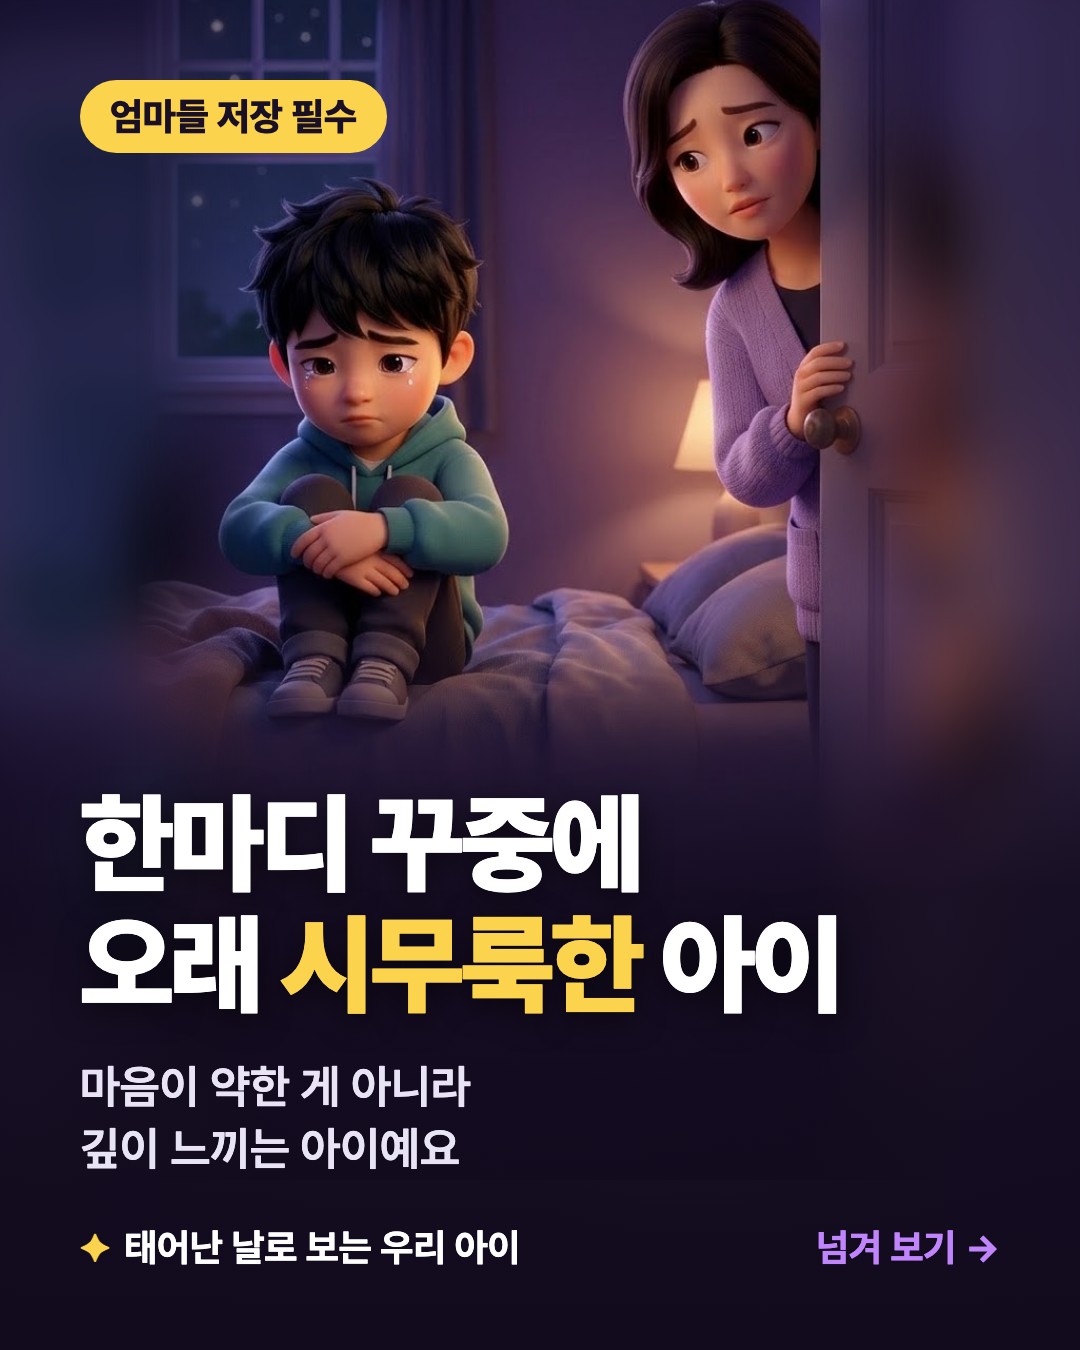 엄마들 저장 필수
한마디 꾸중에
오래 시무룩한 아이
마음이 약한 게 아니라
깊이 느끼는 아이예요
태어난 날로 보는 우리 아이
넘겨 보기 →